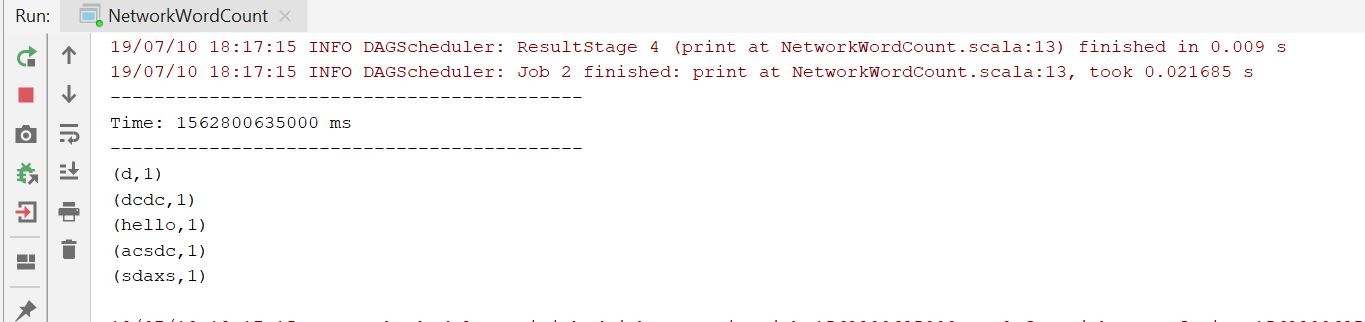 Run: NetworkWordCount
19/07/10 18:17:15 INFO DAGScheduler: ResultStage 4 (print at NetworkWordCount.scala:13) finished in 0.009 s
19/07/10 18:17:15 INFO DAGScheduler: Job 2 finished: print at NetworkWordCount.scala:13, took 0.021685 s
-------------------------------------------
Time: 1562800635000 ms
-------------------------------------------
(d,1)
(dcdc,1)
(hello,1)
(acsdc,1)
(sdaxs,1)